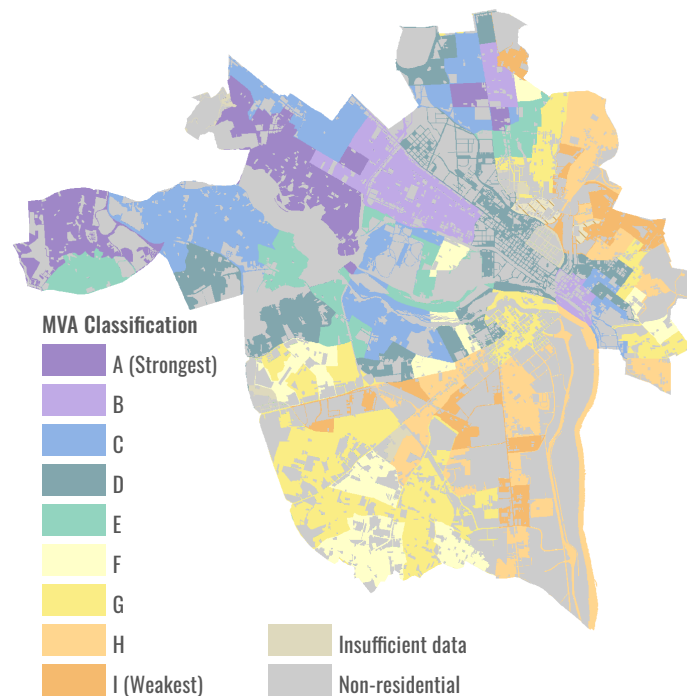 MVA Classification
A (Strongest)
B
C
D
E
F
G
H
I (Weakest)
Insufficient data
Non-residential